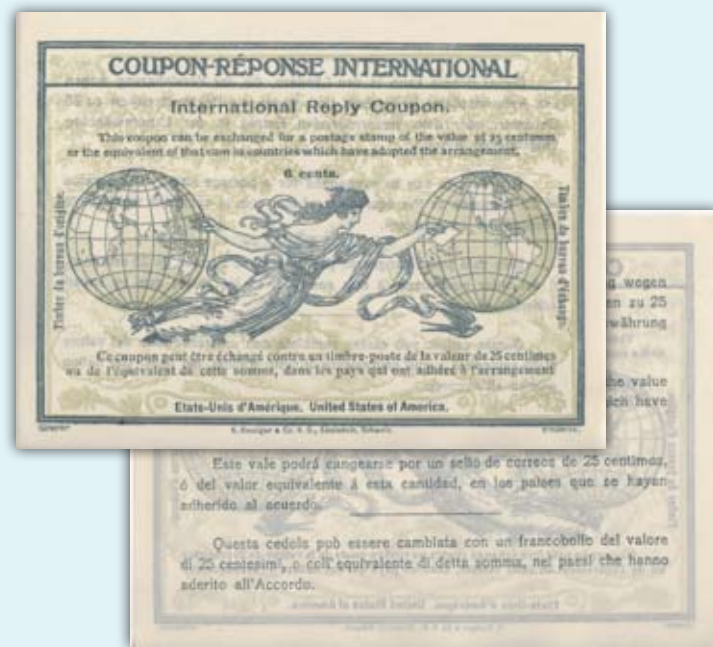 COUPON-RÉPONSE INTERNATIONAL
International Reply Coupon.
This coupon can be exchanged for a postage stamp of the value of 25 centimes
or the equivalent of that sum in countries which have adopted the arrangement.
6 cents.
Timbre du bureau d'origine.
Timbre du bureau d'échange.
Ce coupon peut être échangé contre un timbre-poste de la valeur de 25 centimes
ou de l'équivalent de cette somme, dans les pays qui ont adhéré à l'arrangement
Etats-Unis d'Amérique. United States of America.
g wogen
en zu 25
ewährung
he value
ich have
Este vale podrá cangearse por un sello de correos de 25 centimos,
ó del valor equivalente á esta cantidad, en los paises que se hayan
adherido al acuerdo.
Questa cedola può essere cambiata con un francobollo del valore
di 25 centesimi, o coll'equivalente di detta somma, nei paesi che hanno
aderito all'Accordo.